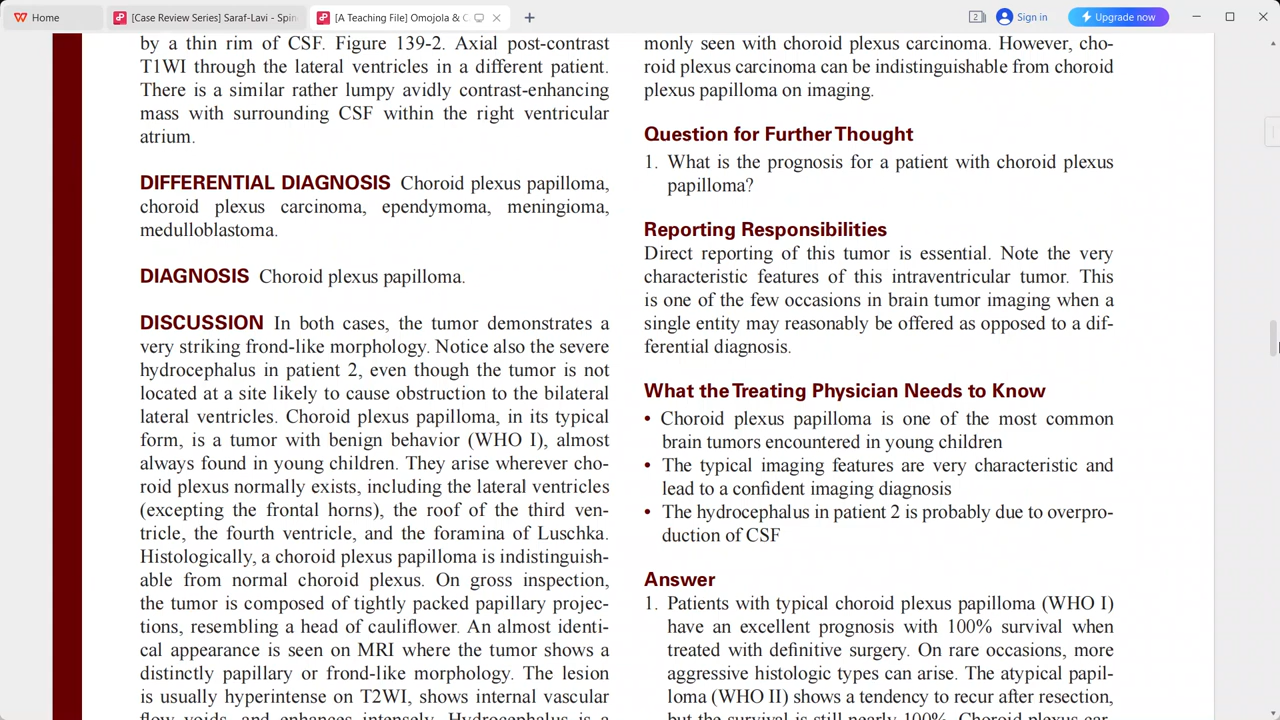 Home
[Case Review Series] Saraf-Lavi - Spin
[A Teaching File] Omojola & C
2
Sign in
Upgrade now
by a thin rim of CSF. Figure 139-2. Axial post-contrast
T1WI through the lateral ventricles in a different patient.
There is a similar rather lumpy avidly contrast-enhancing
mass with surrounding CSF within the right ventricular
atrium.
DIFFERENTIAL DIAGNOSIS Choroid plexus papilloma,
choroid plexus carcinoma, ependymoma, meningioma,
medulloblastoma.
DIAGNOSIS Choroid plexus papilloma.
DISCUSSION In both cases, the tumor demonstrates a
very striking frond-like morphology. Notice also the severe
hydrocephalus in patient 2, even though the tumor is not
located at a site likely to cause obstruction to the bilateral
lateral ventricles. Choroid plexus papilloma, in its typical
form, is a tumor with benign behavior (WHO I), almost
always found in young children. They arise wherever cho-
roid plexus normally exists, including the lateral ventricles
(excepting the frontal horns), the roof of the third ven-
tricle, the fourth ventricle, and the foramina of Luschka.
Histologically, a choroid plexus papilloma is indistinguish-
able from normal choroid plexus. On gross inspection,
the tumor is composed of tightly packed papillary projec-
tions, resembling a head of cauliflower. An almost identi-
cal appearance is seen on MRI where the tumor shows a
distinctly papillary or frond-like morphology. The lesion
is usually hyperintense on T2WI, shows internal vascular
flow voids, and enhances intensely. Hydrocephalus is a
monly seen with choroid plexus carcinoma. However, cho-
roid plexus carcinoma can be indistinguishable from choroid
plexus papilloma on imaging.
Question for Further Thought
1. What is the prognosis for a patient with choroid plexus
papilloma?
Reporting Responsibilities
Direct reporting of this tumor is essential. Note the very
characteristic features of this intraventricular tumor. This
is one of the few occasions in brain tumor imaging when a
single entity may reasonably be offered as opposed to a dif-
ferential diagnosis.
What the Treating Physician Needs to Know
• Choroid plexus papilloma is one of the most common
brain tumors encountered in young children
• The typical imaging features are very characteristic and
lead to a confident imaging diagnosis
• The hydrocephalus in patient 2 is probably due to overpro-
duction of CSF
Answer
1. Patients with typical choroid plexus papilloma (WHO I)
have an excellent prognosis with 100% survival when
treated with definitive surgery. On rare occasions, more
aggressive histologic types can arise. The atypical papil-
loma (WHO II) shows a tendency to recur after resection,
but the survival is still nearly 100%. Choroid plexus car-